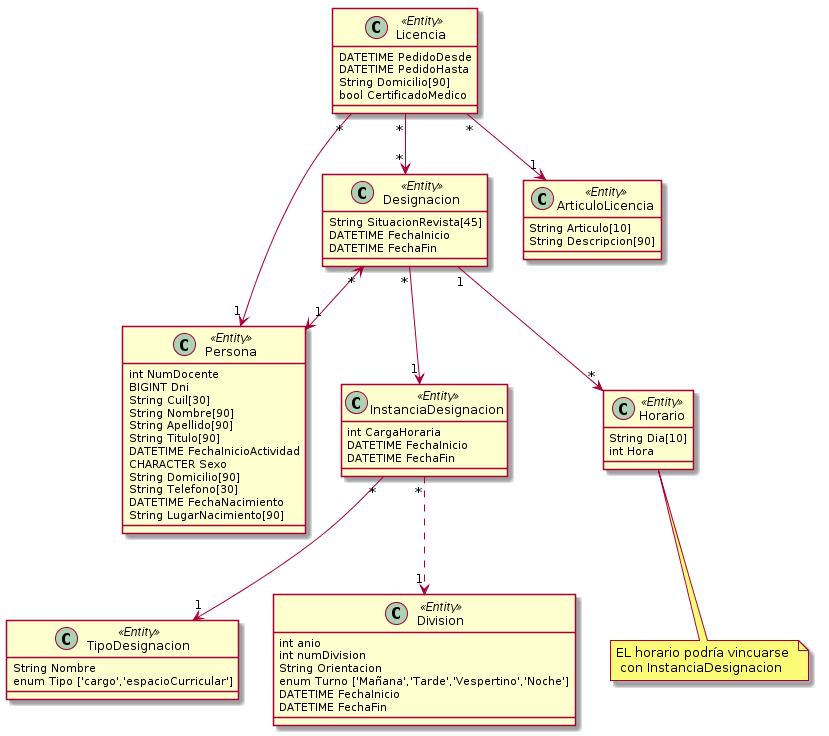 C «Entity»
Licencia
DATETIME PedidoDesde
DATETIME PedidoHasta
String Domicilio[90]
bool CertificadoMedico
* * *
* 1
C «Entity»
Designacion
String SituacionRevista[45]
DATETIME FechaInicio
DATETIME FechaFin
C «Entity»
ArticuloLicencia
String Articulo[10]
String Descripcion[90]
* * 1
1 1
C «Entity»
Persona
int NumDocente
BIGINT Dni
String Cuil[30]
String Nombre[90]
String Apellido[90]
String Titulo[90]
DATETIME FechaInicioActividad
CHARACTER Sexo
String Domicilio[90]
String Telefono[30]
DATETIME FechaNacimiento
String LugarNacimiento[90]
1 *
C «Entity»
InstanciaDesignacion
int CargaHoraria
DATETIME FechaInicio
DATETIME FechaFin
C «Entity»
Horario
String Dia[10]
int Hora
* *
1 1
C «Entity»
TipoDesignacion
String Nombre
enum Tipo ['cargo','espacioCurricular']
C «Entity»
Division
int anio
int numDivision
String Orientacion
enum Turno ['Mañana','Tarde','Vespertino','Noche']
DATETIME FechaInicio
DATETIME FechaFin
EL horario podría vincuarse
con InstanciaDesignacion